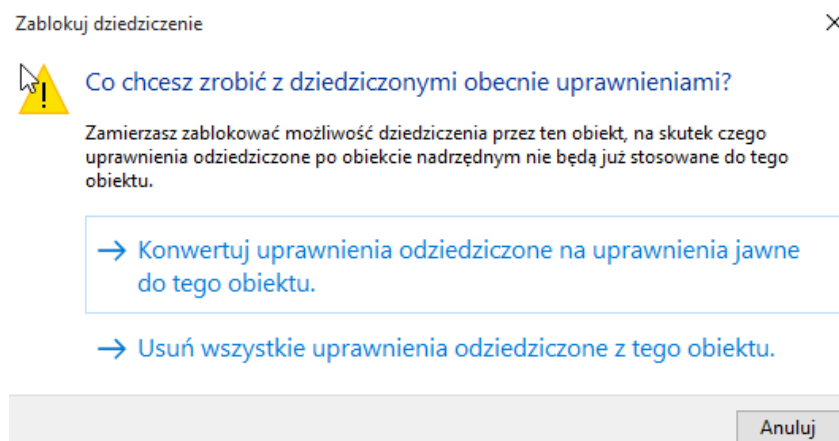 Zablokuj dziedziczenie
Co chcesz zrobić z dziedziczonymi obecnie uprawnieniami?
Zamierzasz zablokować możliwość dziedziczenia przez ten obiekt, na skutek czego
uprawnienia odziedziczone po obiekcie nadrzędnym nie będą już stosowane do tego
obiektu.
→ Konwertuj uprawnienia odziedziczone na uprawnienia jawne
do tego obiektu.
→ Usuń wszystkie uprawnienia odziedziczone z tego obiektu.
Anuluj